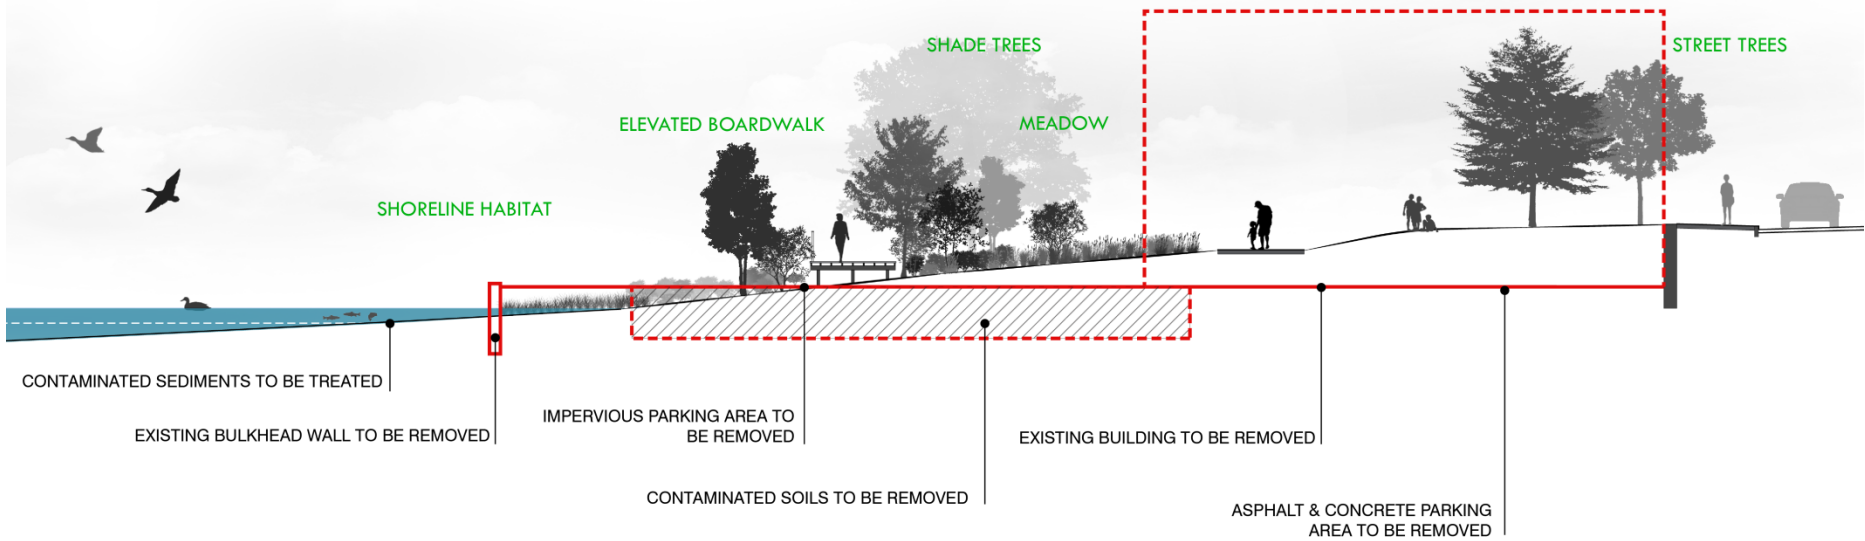 SHADE TREES
STREET TREES
ELEVATED BOARDWALK
MEADOW
SHORELINE HABITAT
CONTAMINATED SEDIMENTS TO BE TREATED
EXISTING BULKHEAD WALL TO BE REMOVED
IMPERVIOUS PARKING AREA TO
BE REMOVED
EXISTING BUILDING TO BE REMOVED
CONTAMINATED SOILS TO BE REMOVED
ASPHALT & CONCRETE PARKING
AREA TO BE REMOVED